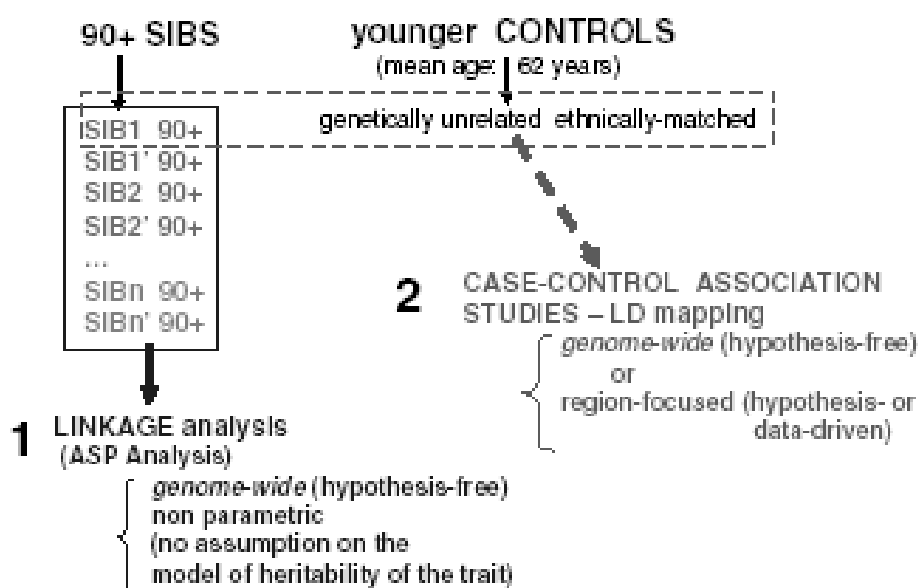 90+ SIBS
younger CONTROLS
(mean age: 62 years)
genetically unrelated ethnically-matched
SIB1 90+
SIB1' 90+
SIB2 90+
SIB2' 90+
...
SIBn 90+
SIBn' 90+
2 CASE-CONTROL ASSOCIATION
STUDIES – LD mapping
genome-wide (hypothesis-free)
or
region-focused (hypothesis- or
data-driven)
1 LINKAGE analysis
(ASP Analysis)
genome-wide (hypothesis-free)
non parametric
(no assumption on the
model of heritability of the trait)